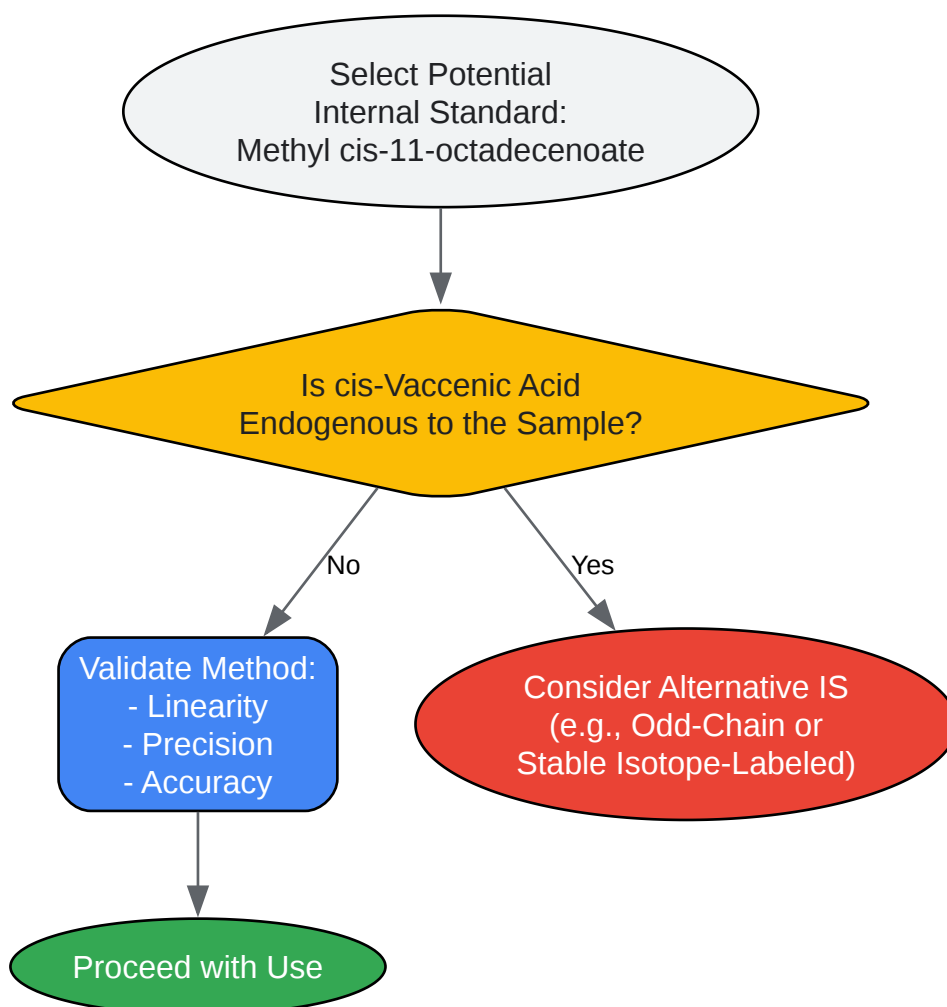 Select Potential
Internal Standard:
Methyl cis-11-octadecenoate
Is cis-Vaccenic Acid
Endogenous to the Sample?
No
Yes
Validate Method:
- Linearity
- Precision
- Accuracy
Consider Alternative IS
(e.g., Odd-Chain or
Stable Isotope-Labeled)
Proceed with Use